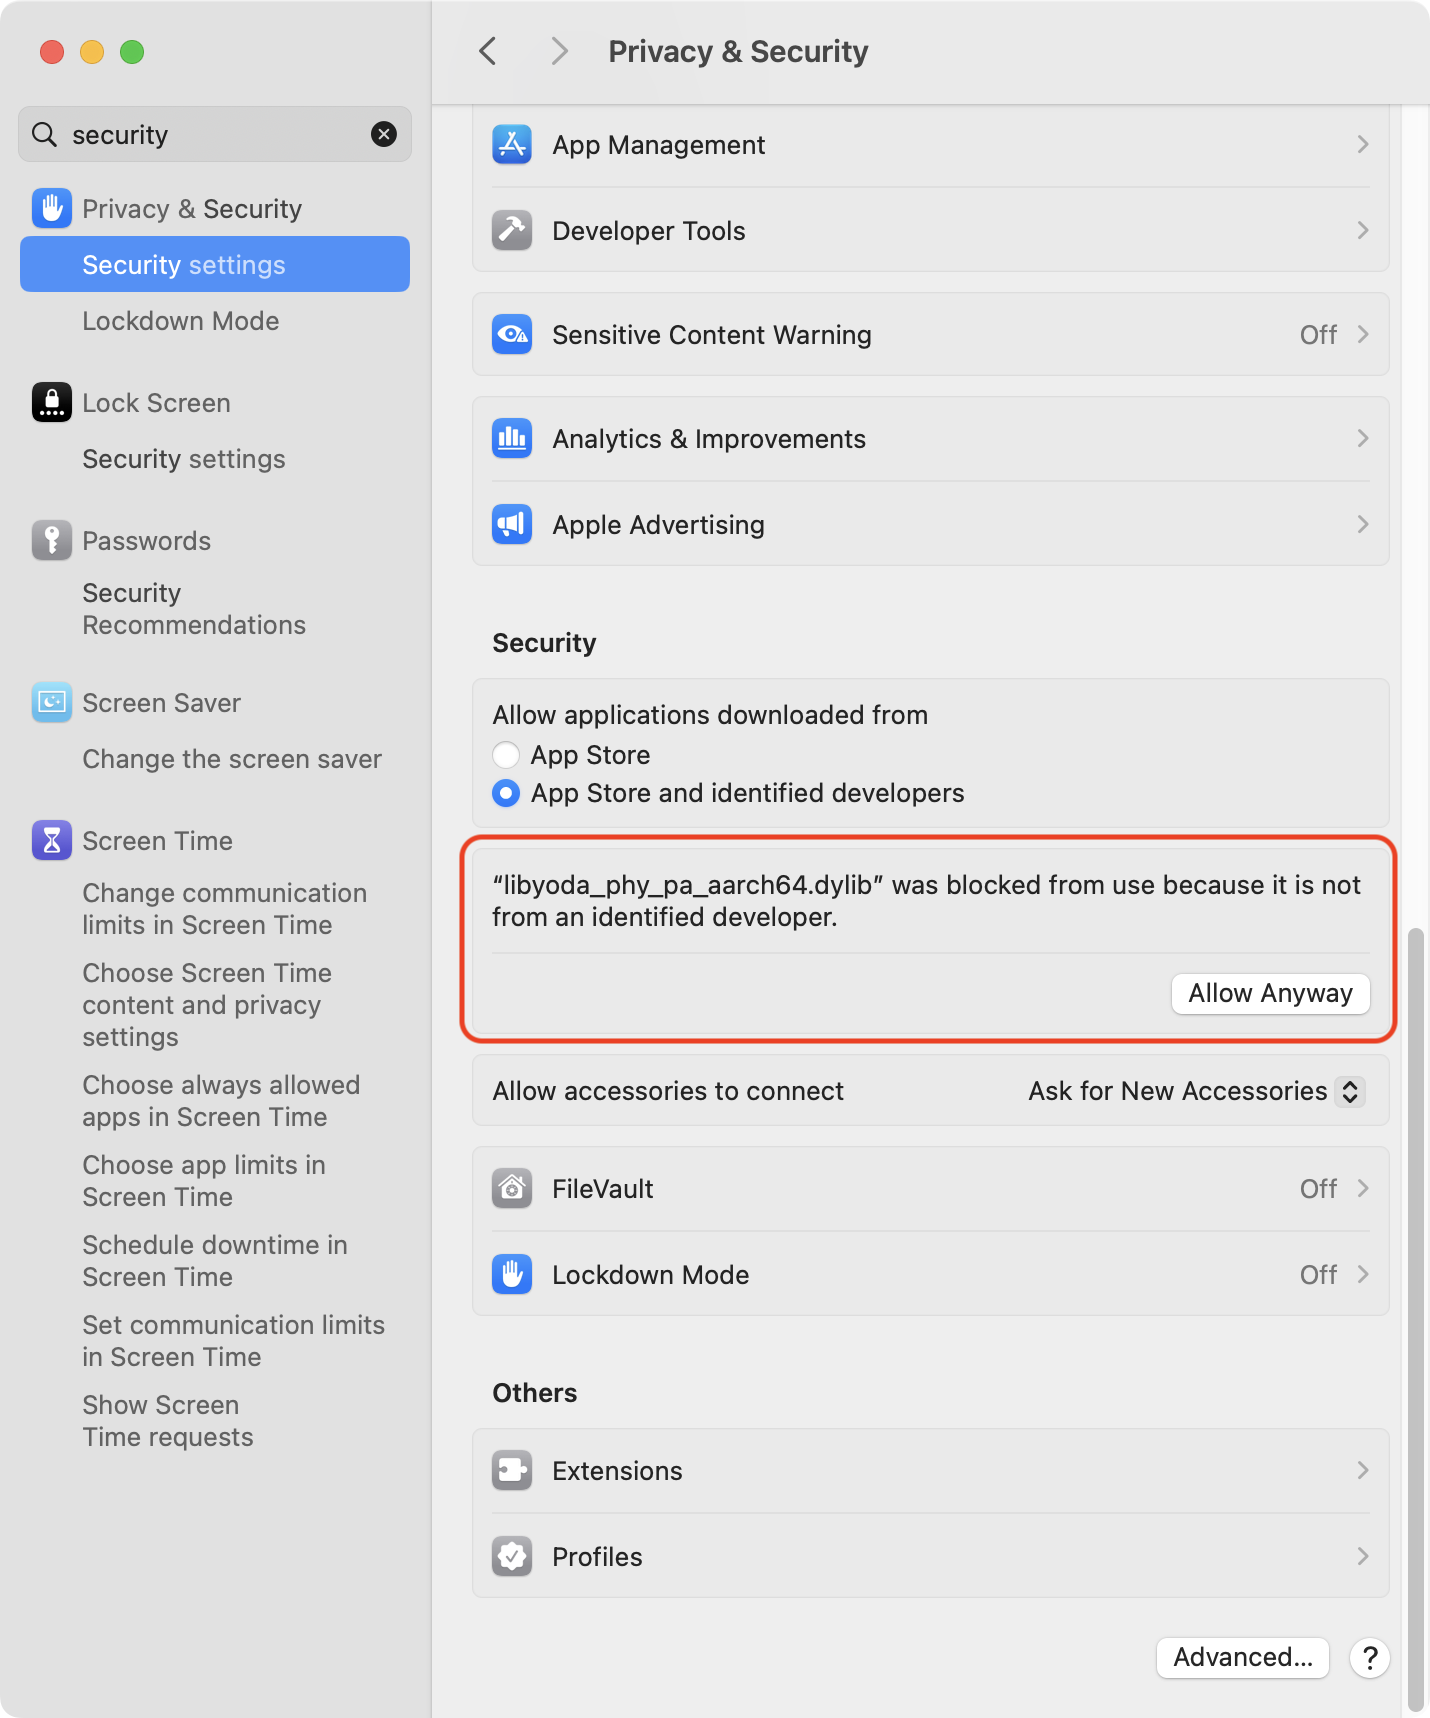 security
Privacy & Security
Security settings
Lockdown Mode
Lock Screen
Security settings
Passwords
Security
Recommendations
Screen Saver
Change the screen saver
Screen Time
Change communication
limits in Screen Time
Choose Screen Time
content and privacy
settings
Choose always allowed
apps in Screen Time
Choose app limits in
Screen Time
Schedule downtime in
Screen Time
Set communication limits
in Screen Time
Show Screen
Time requests
Privacy & Security
App Management
Developer Tools
Sensitive Content Warning Off
Analytics & Improvements
Apple Advertising
Security
Allow applications downloaded from
App Store
App Store and identified developers
“libyoda_phy_pa_aarch64.dylib” was blocked from use because it is not
from an identified developer.
Allow Anyway
Allow accessories to connect Ask for New Accessories
FileVault Off
Lockdown Mode Off
Others
Extensions
Profiles
Advanced... ?